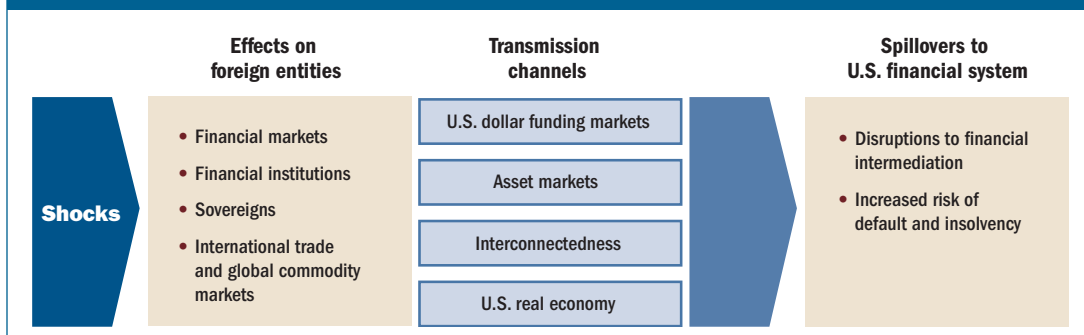 Effects on
foreign entities
Transmission
channels
Spillovers to
U.S. financial system
Shocks
• Financial markets
• Financial institutions
• Sovereigns
• International trade
and global commodity
markets
U.S. dollar funding markets
Asset markets
Interconnectedness
U.S. real economy
• Disruptions to financial
intermediation
• Increased risk of
default and insolvency